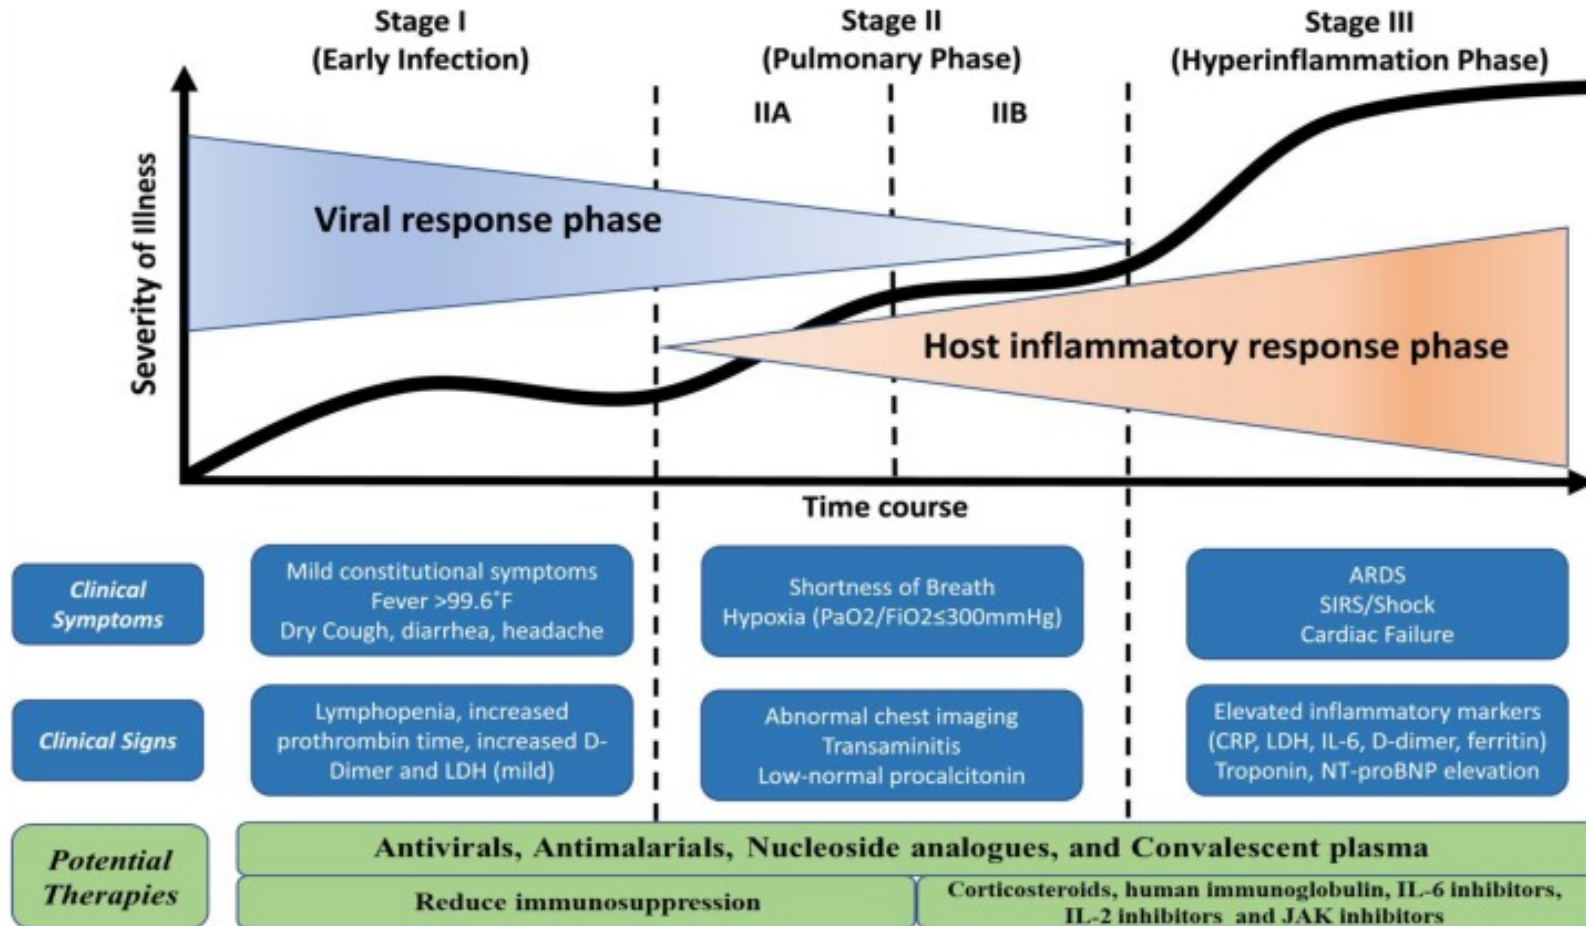 Stage I
(Early Infection)
Stage II
(Pulmonary Phase)
Stage III
(Hyperinflammation Phase)
IIA
IIB
Severity of Illness
Viral response phase
Host inflammatory response phase
Time course
Clinical
Symptoms
Mild constitutional symptoms
Fever >99.6˚F
Dry Cough, diarrhea, headache
Shortness of Breath
Hypoxia (PaO2/FiO2≤300mmHg)
ARDS
SIRS/Shock
Cardiac Failure
Clinical Signs
Lymphopenia, increased
prothrombin time, increased D-
Dimer and LDH (mild)
Abnormal chest imaging
Transaminitis
Low-normal procalcitonin
Elevated inflammatory markers
(CRP, LDH, IL-6, D-dimer, ferritin)
Troponin, NT-proBNP elevation
Potential
Therapies
Antivirals, Antimalarials, Nucleoside analogues, and Convalescent plasma
Reduce immunosuppression
Corticosteroids, human immunoglobulin, IL-6 inhibitors,
IL-2 inhibitors and JAK inhibitors